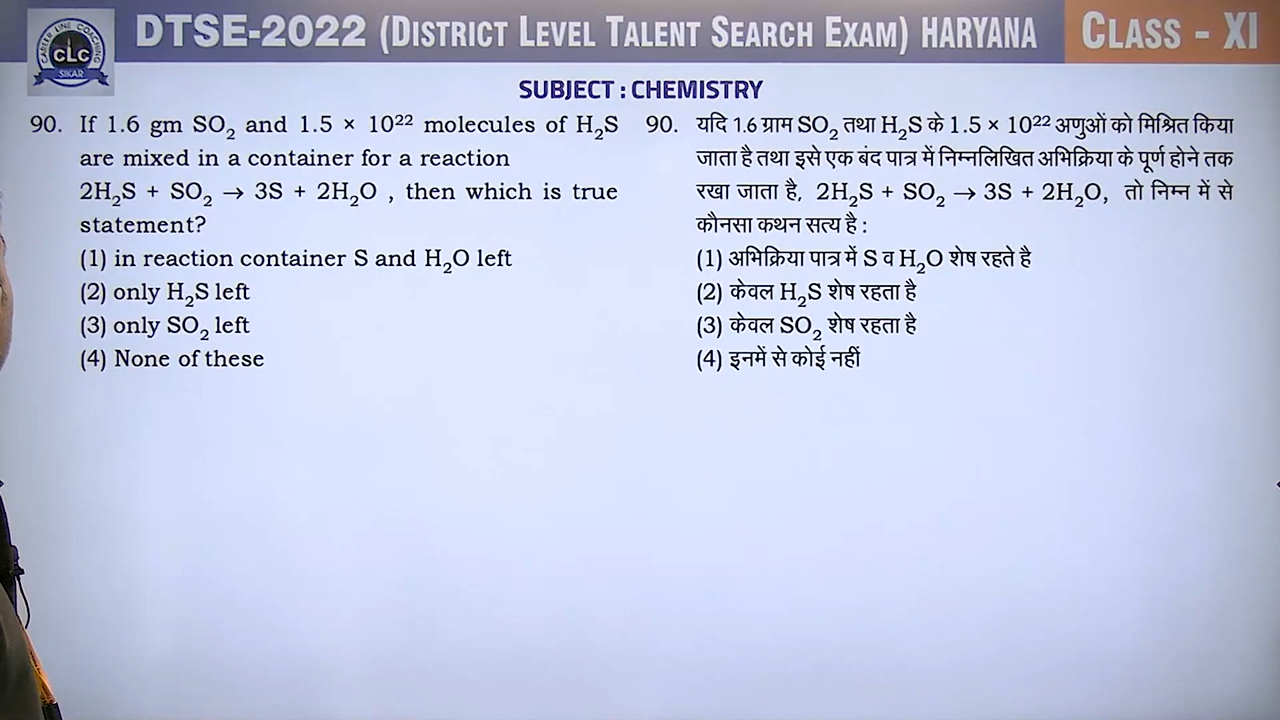 DTSE-2022 (DISTRICT LEVEL TALENT SEARCH EXAM) HARYANA
CLASS - XI
CAREER LINE COACHING
CLC
SIKAR
SUBJECT : CHEMISTRY
90. If 1.6 gm SO₂ and 1.5 × 10²² molecules of H₂S
are mixed in a container for a reaction
2H₂S + SO₂ → 3S + 2H₂O , then which is true
statement?
(1) in reaction container S and H₂O left
(2) only H₂S left
(3) only SO₂ left
(4) None of these
90. यदि 1.6 ग्राम SO₂ तथा H₂S के 1.5 × 10²² अणुओं को मिश्रित किया
जाता है तथा इसे एक बंद पात्र में निम्नलिखित अभिक्रिया के पूर्ण होने तक
रखा जाता है, 2H₂S + SO₂ → 3S + 2H₂O, तो निम्न में से
कौनसा कथन सत्य है :
(1) अभिक्रिया पात्र में S व H₂O शेष रहते है
(2) केवल H₂S शेष रहता है
(3) केवल SO₂ शेष रहता है
(4) इनमें से कोई नहीं